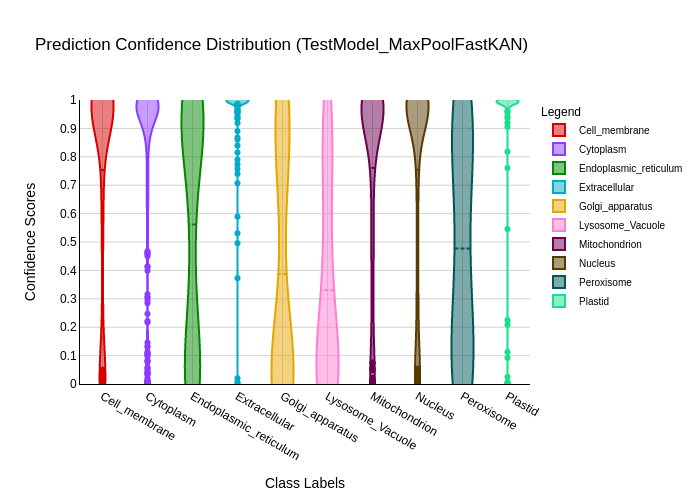 Prediction Confidence Distribution (TestModel_MaxPoolFastKAN)
Confidence Scores
1
0.9
0.8
0.7
0.6
0.5
0.4
0.3
0.2
0.1
0
Cell_membrane
Cytoplasm
Endoplasmic_reticulum
Extracellular
Golgi_apparatus
Lysosome_Vacuole
Mitochondrion
Nucleus
Peroxisome
Plastid
Class Labels
Legend
Cell_membrane
Cytoplasm
Endoplasmic_reticulum
Extracellular
Golgi_apparatus
Lysosome_Vacuole
Mitochondrion
Nucleus
Peroxisome
Plastid